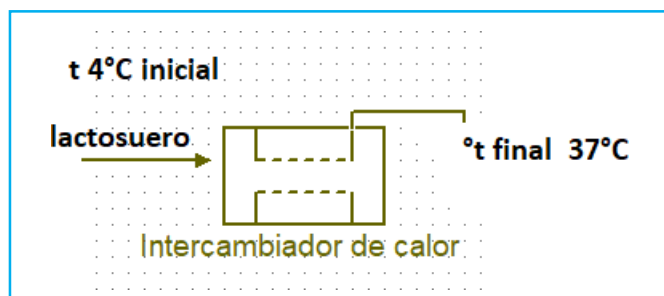 t 4°C inicial
lactosuero
°t final  37°C
Intercambiador de calor